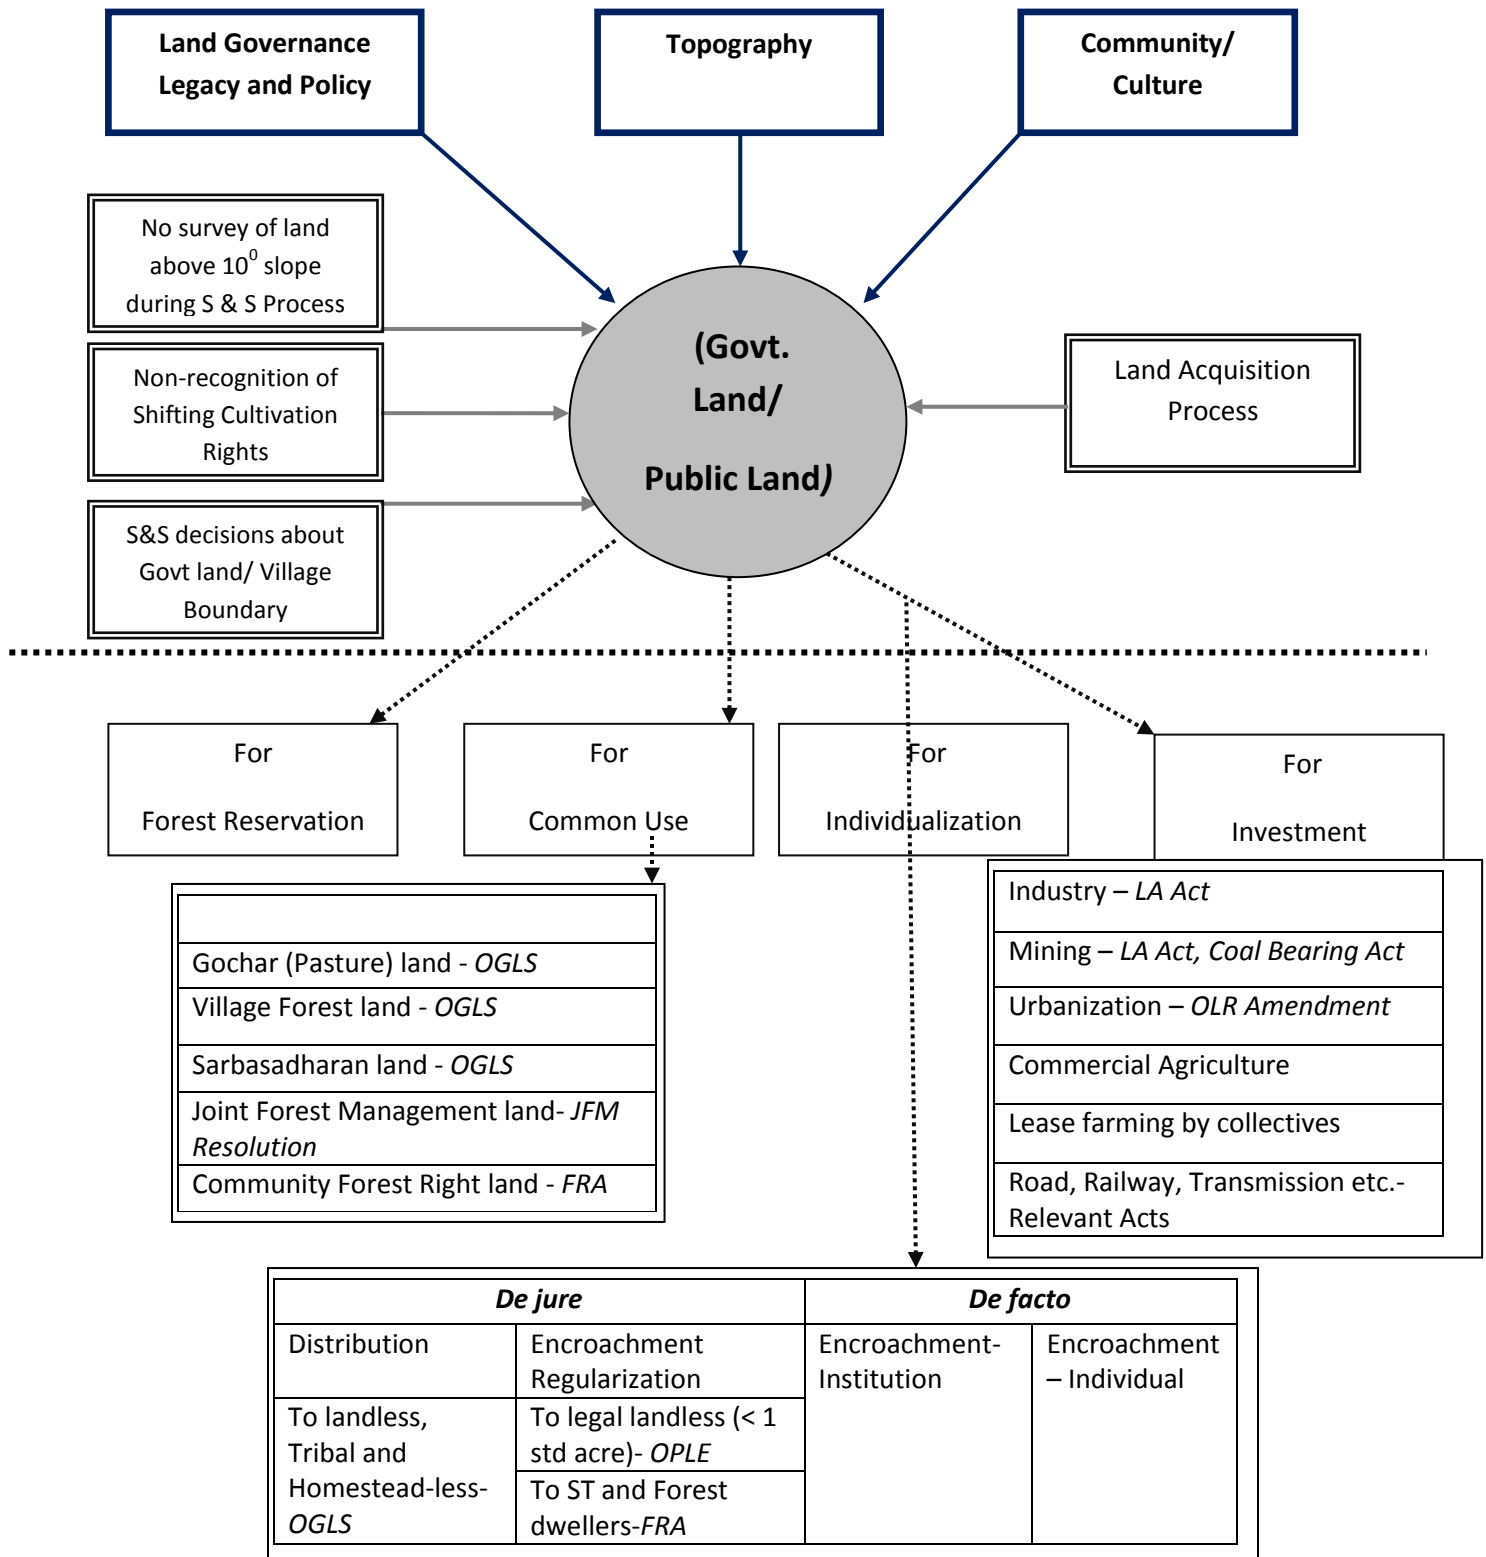 Land Governance
Legacy and Policy
Topography
Community/
Culture
No survey of land
above 10⁰ slope
during S & S Process
Non-recognition of
Shifting Cultivation
Rights
S&S decisions about
Govt land/ Village
Boundary
(Govt.
Land/
Public Land)
Land Acquisition
Process
For
Forest Reservation
For
Common Use
For
Individualization
For
Investment
Gochar (Pasture) land - OGLS
Village Forest land - OGLS
Sarbasadharan land - OGLS
Joint Forest Management land- JFM
Resolution
Community Forest Right land - FRA
Industry – LA Act
Mining – LA Act, Coal Bearing Act
Urbanization – OLR Amendment
Commercial Agriculture
Lease farming by collectives
Road, Railway, Transmission etc.-
Relevant Acts
De jure
De facto
Distribution
Encroachment
Regularization
Encroachment-
Institution
Encroachment
– Individual
To landless,
Tribal and
Homestead-less-
OGLS
To legal landless (< 1
std acre)- OPLE
To ST and Forest
dwellers-FRA